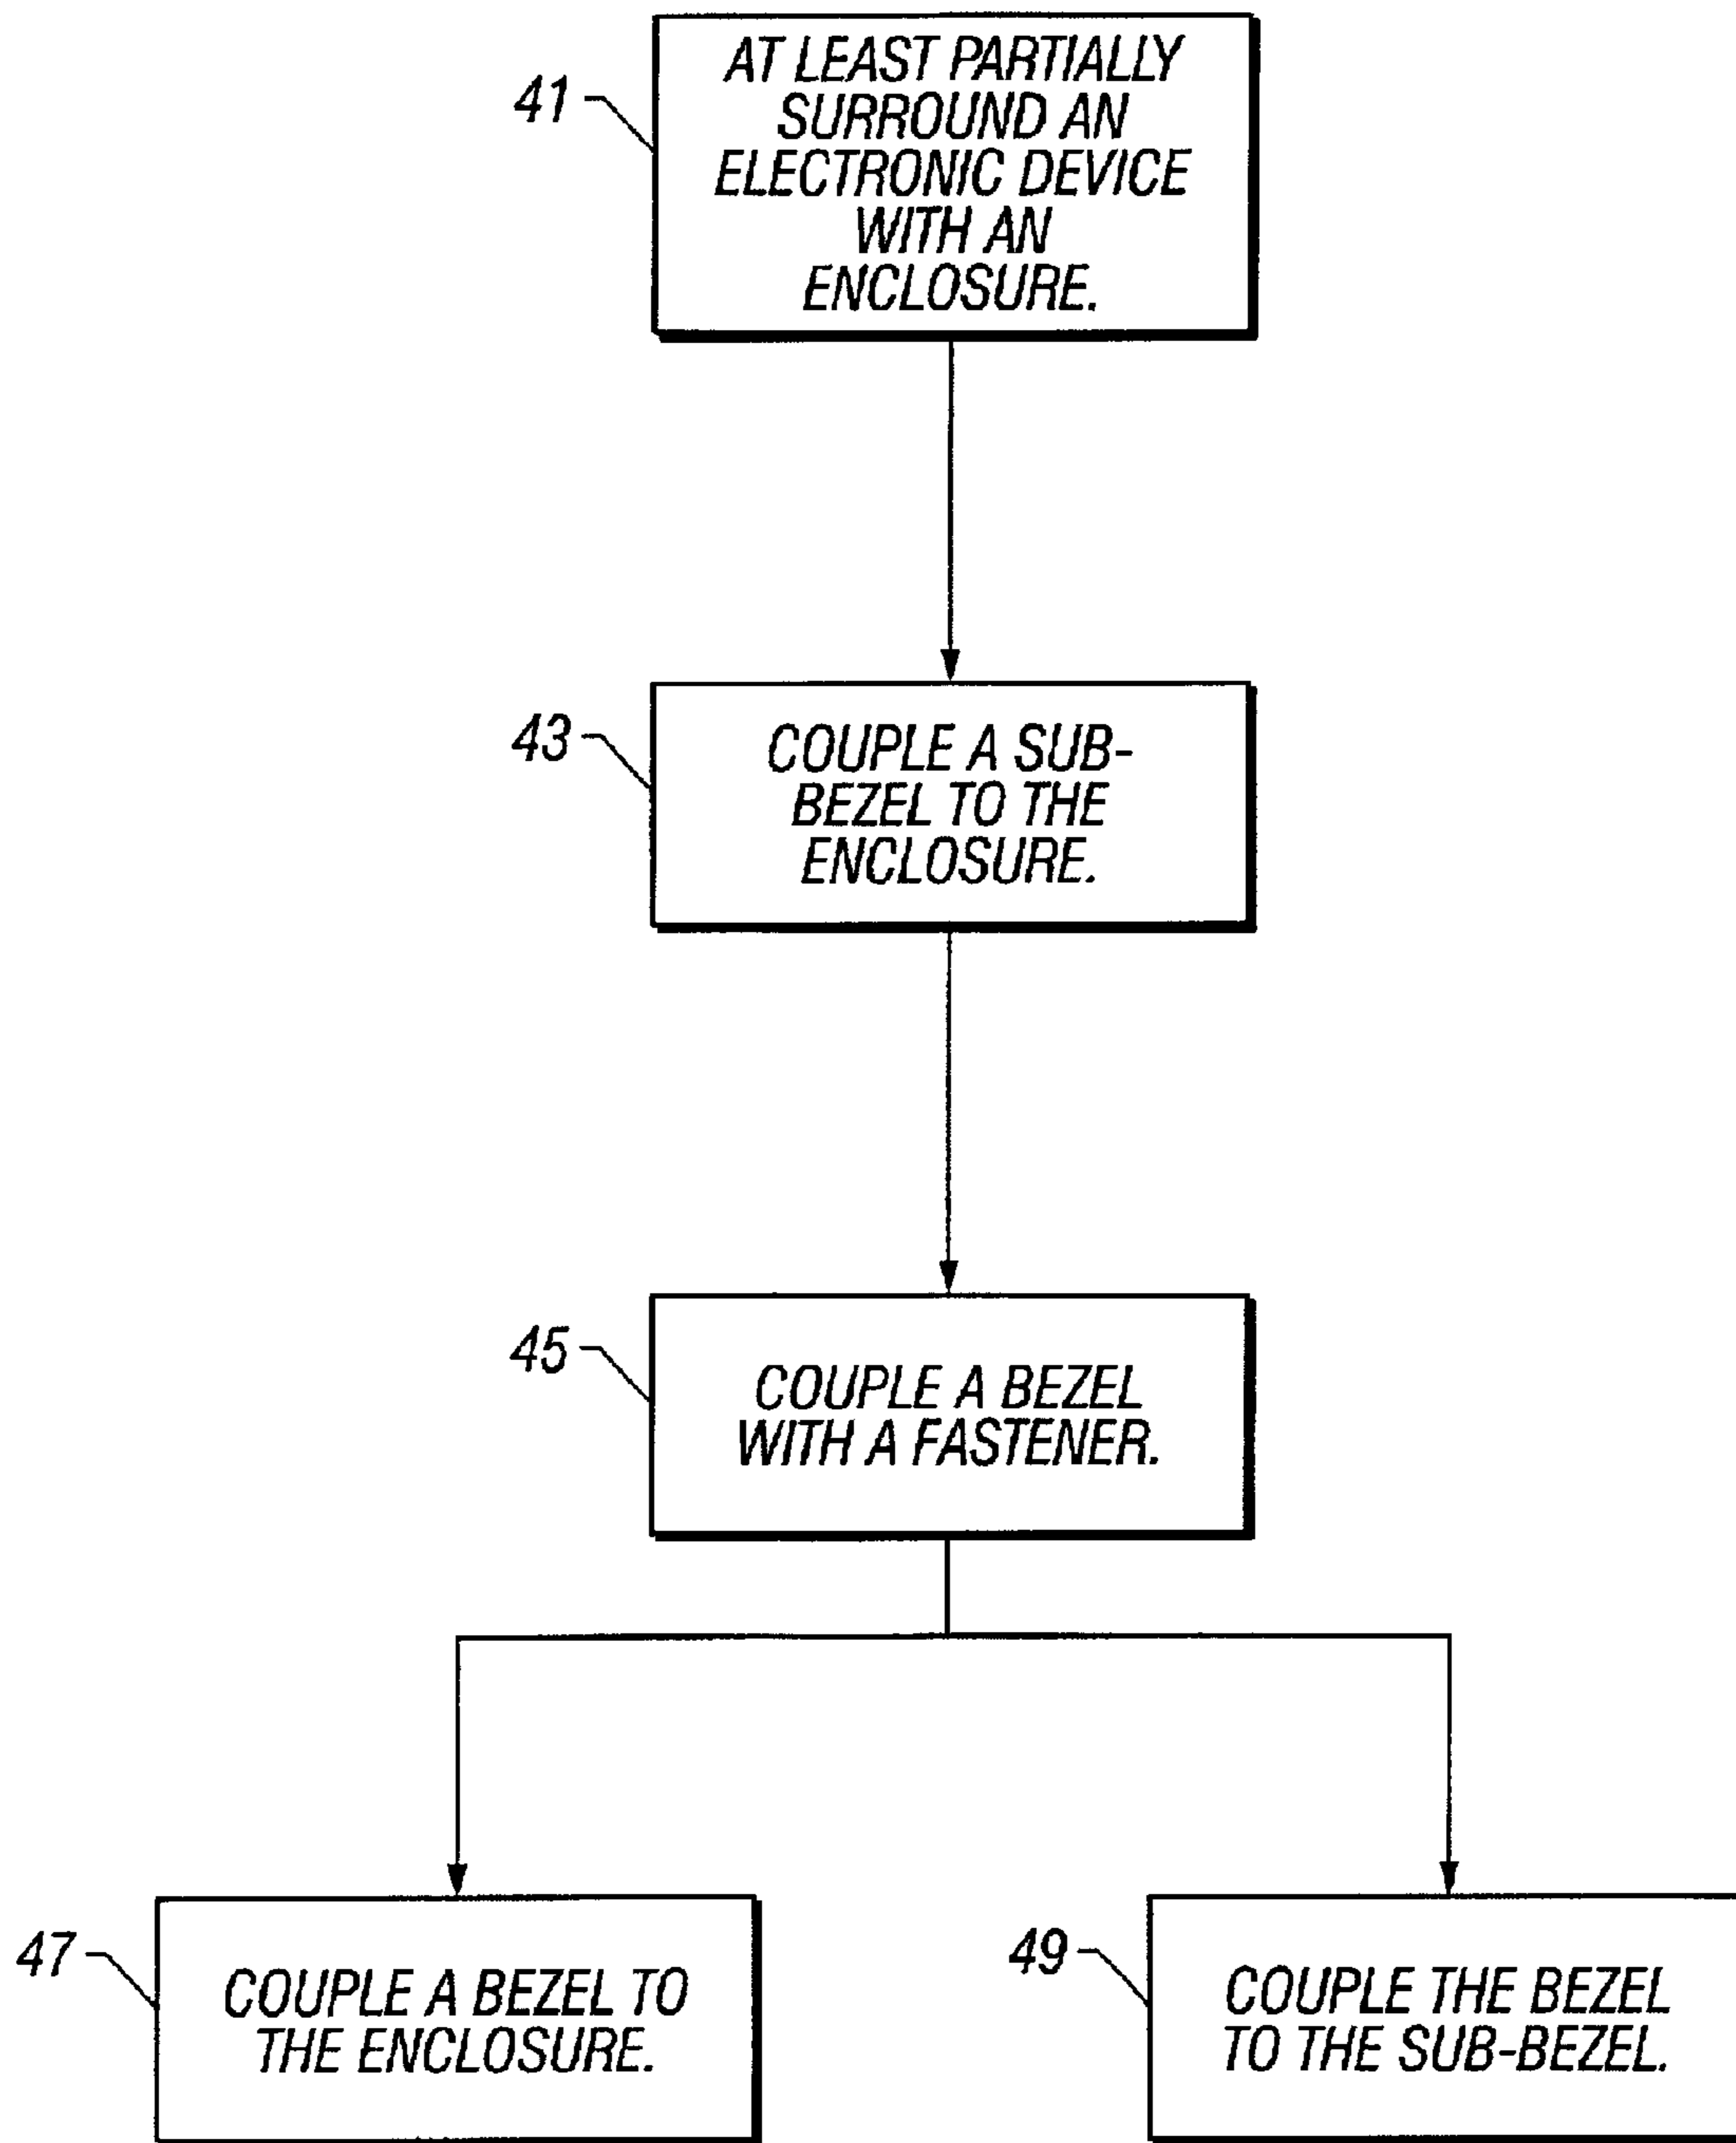 41
AT LEAST PARTIALLY
SURROUND AN
ELECTRONIC DEVICE
WITH AN
ENCLOSURE.
43
COUPLE A SUB-
BEZEL TO THE
ENCLOSURE.
45
COUPLE A BEZEL
WITH A FASTENER.
47
COUPLE A BEZEL TO
THE ENCLOSURE.
49
COUPLE THE BEZEL
TO THE SUB-BEZEL.